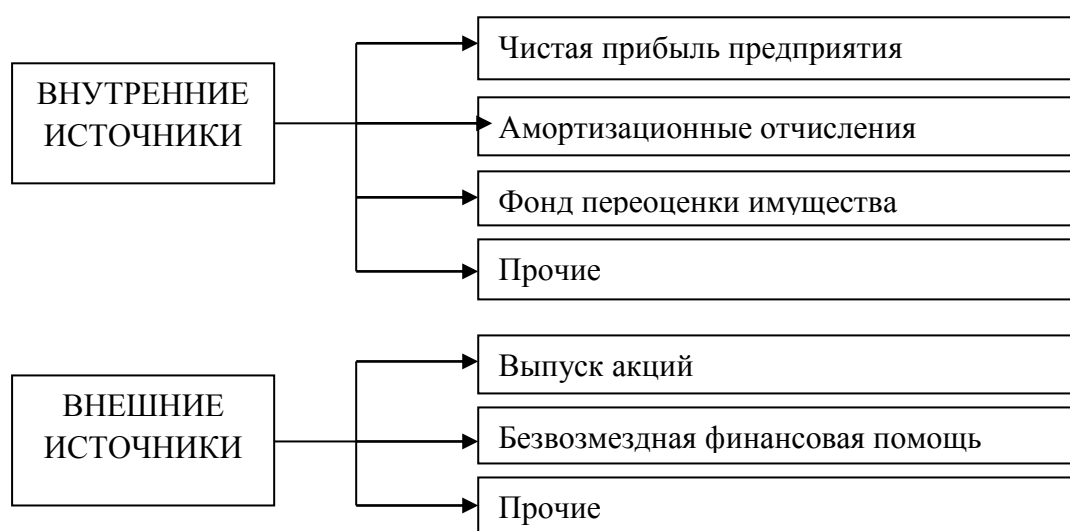 ВНУТРЕННИЕ
ИСТОЧНИКИ
Чистая прибыль предприятия
Амортизационные отчисления
Фонд переоценки имущества
Прочие
ВНЕШНИЕ
ИСТОЧНИКИ
Выпуск акций
Безвозмездная финансовая помощь
Прочие